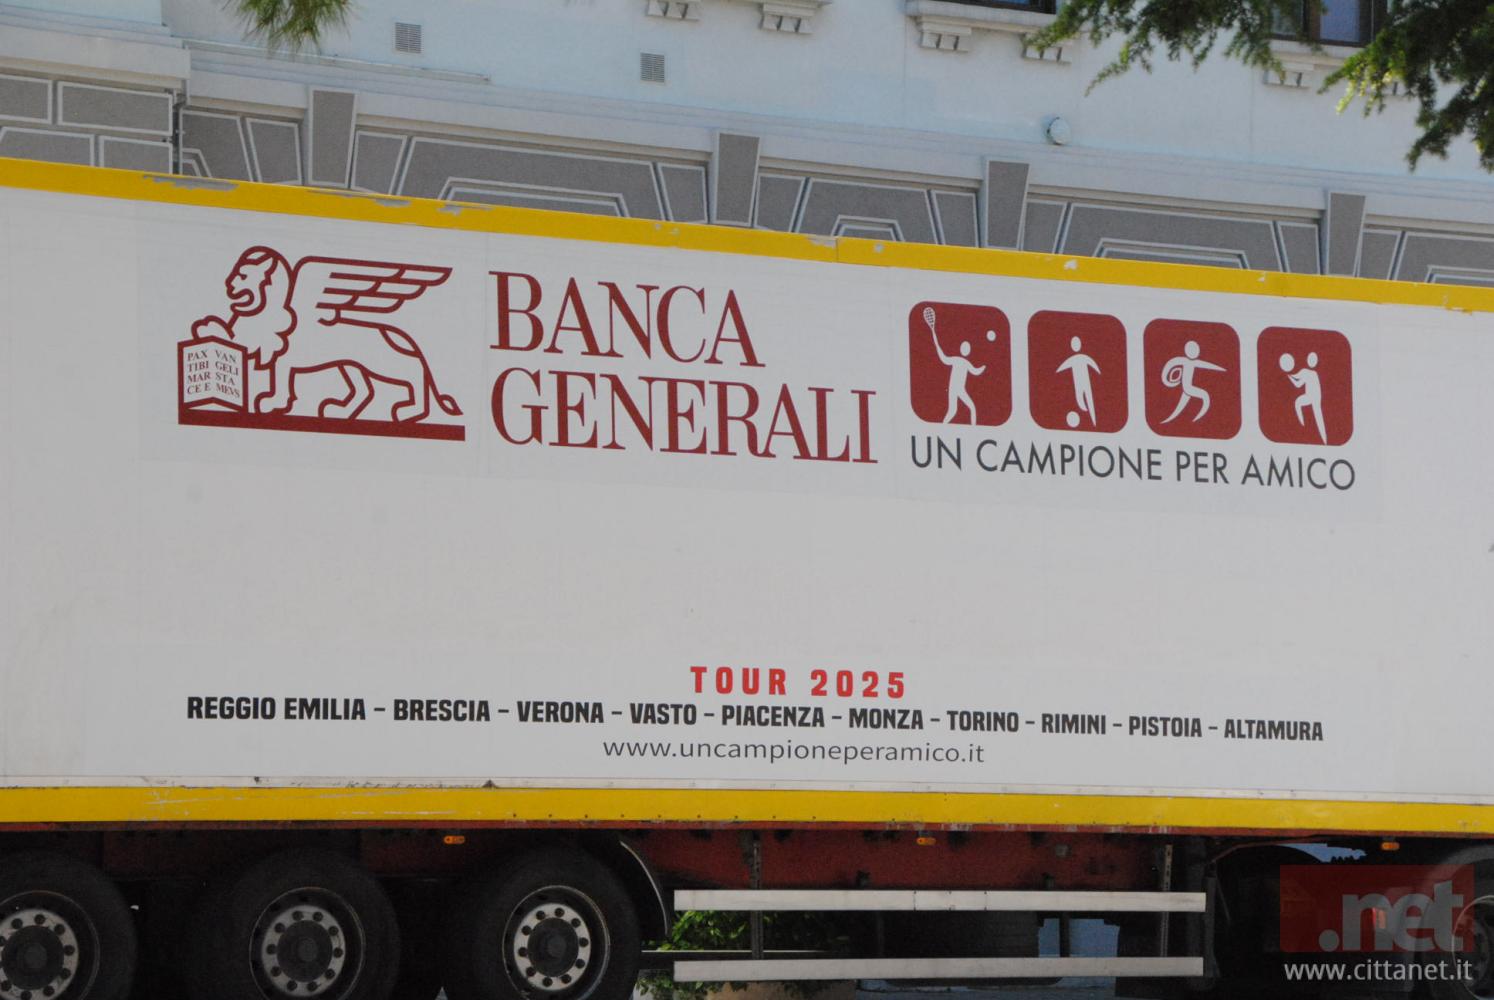 BANCA
GENERALI
PAX VAN
TIBI GELI
MAR STA
CE E MEVS
UN CAMPIONE PER AMICO
TOUR 2025
REGGIO EMILIA - BRESCIA - VERONA - VASTO - PIACENZA - MONZA - TORINO - RIMINI - PISTOIA - ALTAMURA
www.uncampioneperamico.it
.net
www.cittanet.it